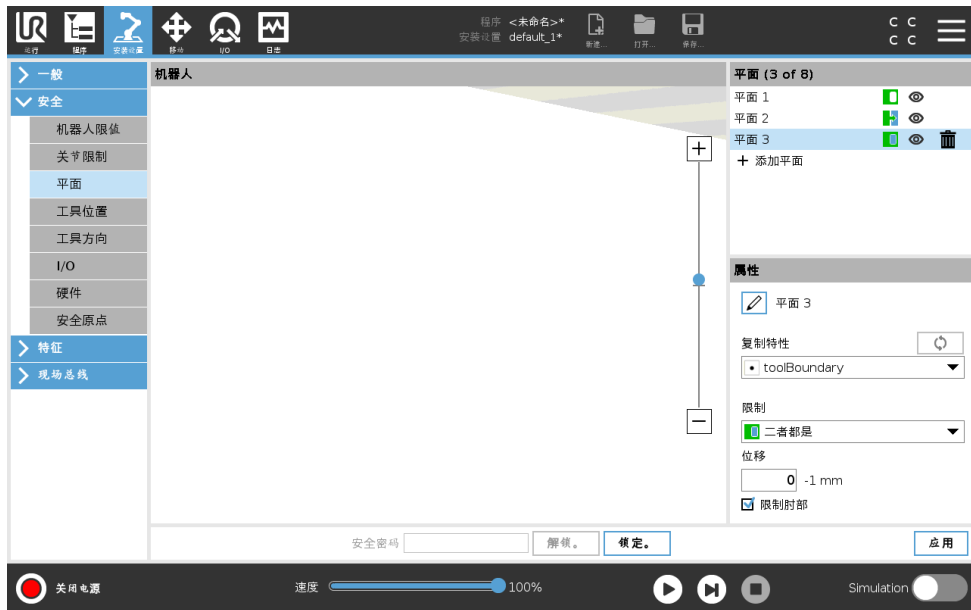 程序 <未命名>*
安装设置 default_1*
运行 程序 安装设置 移动 I/O 日志 新建... 打开... 保存...
C C
C C
一般
安全
机器人限值
关节限制
平面
工具位置
工具方向
I/O
硬件
安全原点
特征
现场总线
机器人
平面 (3 of 8)
平面 1
平面 2
平面 3
添加平面
属性
平面 3
复制特性
toolBoundary
限制
二者都是
位移
0 -1 mm
限制肘部
安全密码 解锁。 锁定。 应用
关闭电源 速度 100% Simulation